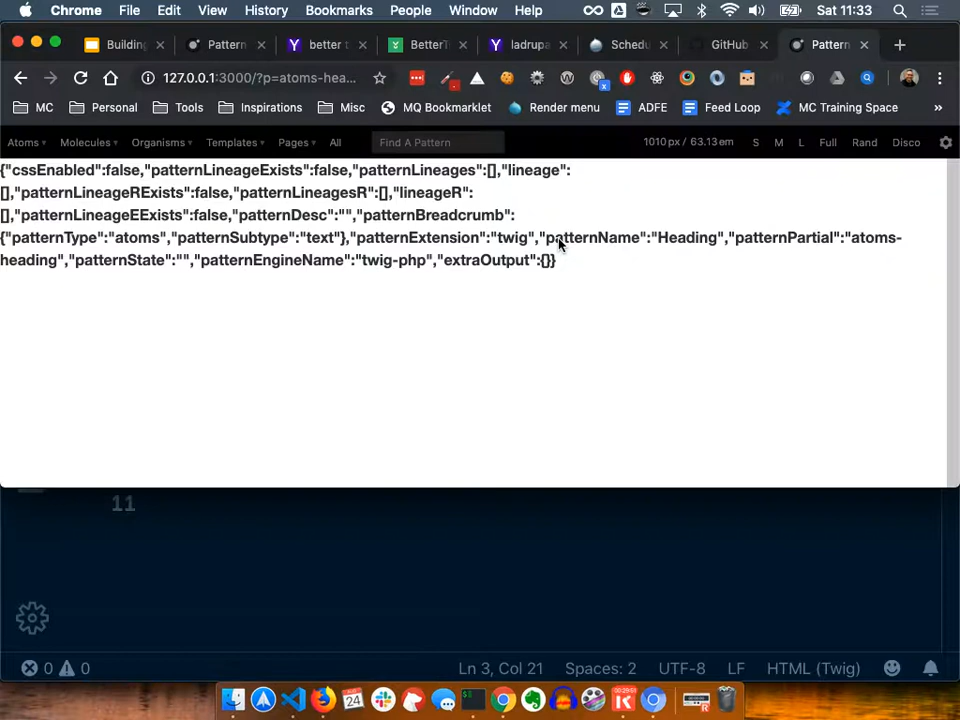 Chrome File Edit View History Bookmarks People Window Help Sat 11:33
Building Pattern better t BetterT ladrupa Schedu GitHub Pattern
127.0.0.1:3000/?p=atoms-hea...
MC Personal Tools Inspirations Misc MQ Bookmarklet Render menu ADFE Feed Loop MC Training Space »
Atoms Molecules Organisms Templates Pages All Find A Pattern 1010px / 63.13em S M L Full Rand Disco
{"cssEnabled":false,"patternLineageExists":false,"patternLineages":[],"lineage":
[],"patternLineageRExists":false,"patternLineagesR":[],"lineageR":
[],"patternLineageEExists":false,"patternDesc":"","patternBreadcrumb":
{"patternType":"atoms","patternSubtype":"text"},"patternExtension":"twig","patternName":"Heading","patternPartial":"atoms-
heading","patternState":"","patternEngineName":"twig-php","extraOutput":{}}
11
0 0 Ln 3, Col 21 Spaces: 2 UTF-8 LF HTML (Twig)